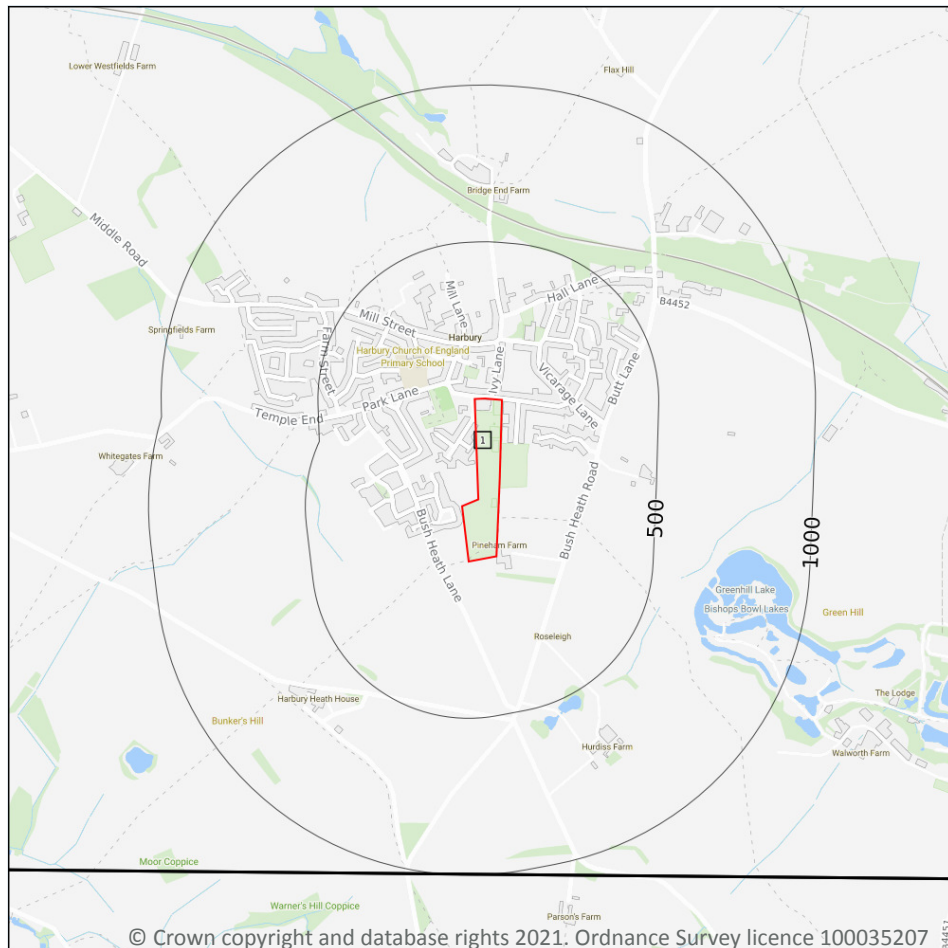 Lower Westfields Farm
Flax Hill
Bridge End Farm
Middle Road
Mill Lane
Hall Lane
B4452
Springfields Farm
Mill Street
Harbury
Farm Street
Harbury Church of England
Primary School
Ivy Lane
Vicarage Lane
Butt Lane
Park Lane
Temple End
1
Whitegates Farm
Bush Heath Road
500
1000
Bush Heath Lane
Pineham Farm
Greenhill Lake
Bishops Bowl Lakes
Green Hill
Roseleigh
Harbury Heath House
The Lodge
Bunker's Hill
Hurdiss Farm
Walworth Farm
Moor Coppice
Warner's Hill Coppice
Parson's Farm
© Crown copyright and database rights 2021. Ordnance Survey licence 100035207